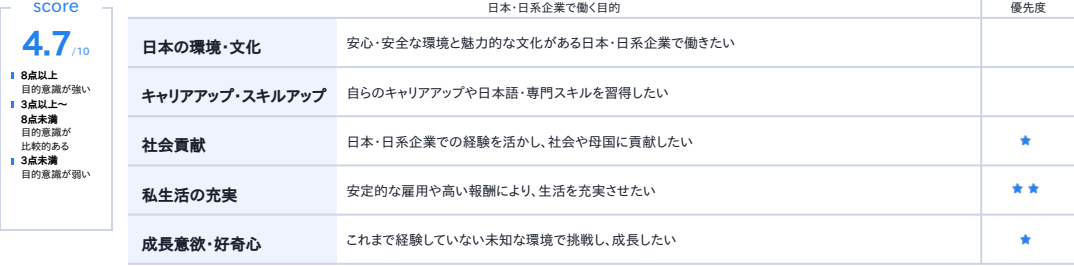 score
4.7/10
8点以上
目的意識が強い
3点以上～
8点未満
目的意識が
比較的ある
3点未満
目的意識が弱い
日本・日系企業で働く目的 優先度
日本の環境・文化 安心・安全な環境と魅力的な文化がある日本・日系企業で働きたい
キャリアアップ・スキルアップ 自らのキャリアアップや日本語・専門スキルを習得したい
社会貢献 日本・日系企業での経験を活かし、社会や母国に貢献したい ★
私生活の充実 安定的な雇用や高い報酬により、生活を充実させたい ★★
成長意欲・好奇心 これまで経験していない未知な環境で挑戦し、成長したい ★